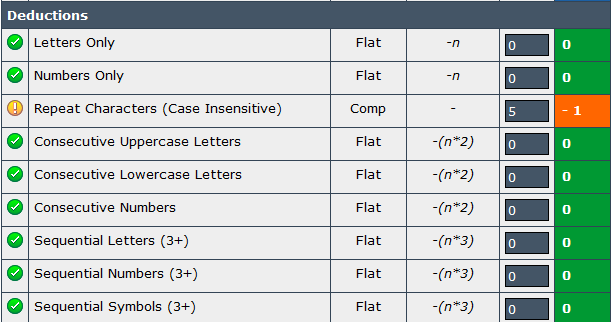 Deductions
Letters Only Flat -n 0 0
Numbers Only Flat -n 0 0
Repeat Characters (Case Insensitive) Comp - 5 - 1
Consecutive Uppercase Letters Flat -(n*2) 0 0
Consecutive Lowercase Letters Flat -(n*2) 0 0
Consecutive Numbers Flat -(n*2) 0 0
Sequential Letters (3+) Flat -(n*3) 0 0
Sequential Numbers (3+) Flat -(n*3) 0 0
Sequential Symbols (3+) Flat -(n*3) 0 0